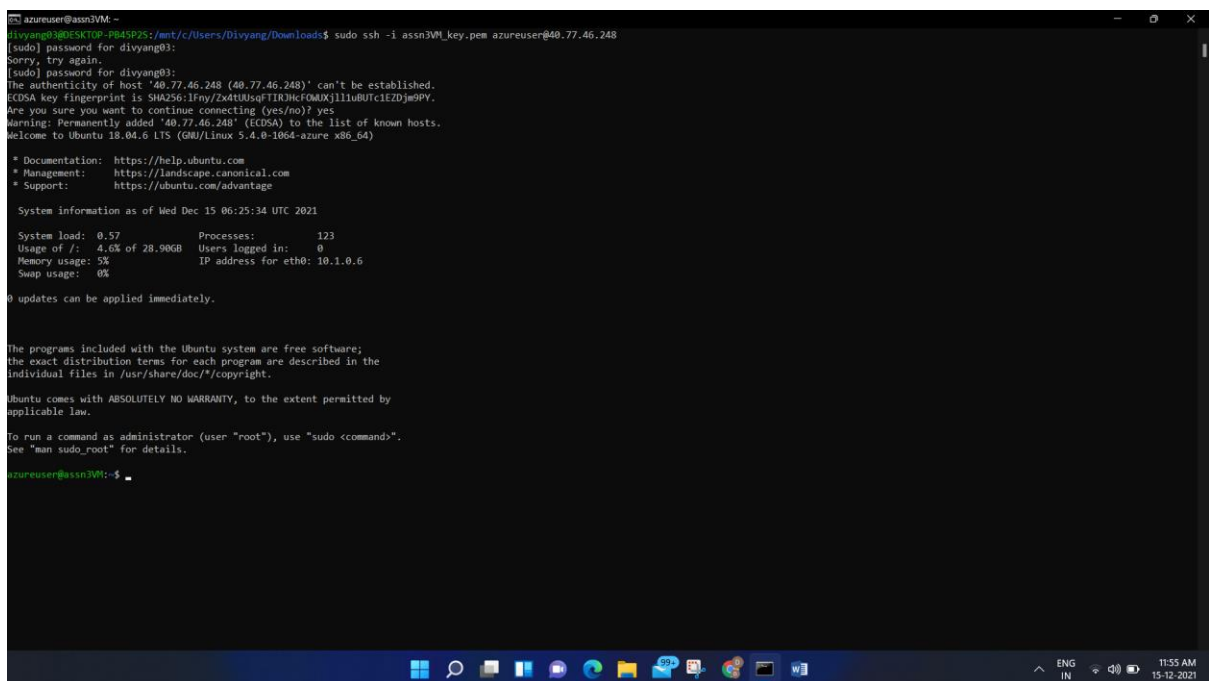 azureuser@assn3VM: ~
divyang03@DESKTOP-PB45P25:/mnt/c/Users/Divyang/Downloads$ sudo ssh -i assn3VM_key.pem azureuser@40.77.46.248
[sudo] password for divyang03:
Sorry, try again.
[sudo] password for divyang03:
The authenticity of host '40.77.46.248 (40.77.46.248)' can't be established.
ECDSA key fingerprint is
Are you sure you want to continue connecting (yes/no)? yes
Warning: Permanently added '40.77.46.248' (ECDSA) to the list of known hosts.
Welcome to Ubuntu 18.04.6 LTS (GNU/Linux 5.4.0-1064-azure x86_64)
* Documentation: https://help.ubuntu.com
* Management: https://landscape.canonical.com
* Support: https://ubuntu.com/advantage
System information as of Wed Dec 15 06:25:34 UTC 2021
System load: 0.57 Processes: 123
Usage of /: 4.6% of 28.90GB Users logged in: 0
Memory usage: 5% IP address for eth0: 10.1.0.6
Swap usage: 0%
0 updates can be applied immediately.
The programs included with the Ubuntu system are free software;
the exact distribution terms for each program are described in the
individual files in /usr/share/doc/*/copyright.
Ubuntu comes with ABSOLUTELY NO WARRANTY, to the extent permitted by
applicable law.
To run a command as administrator (user "root"), use "sudo <command>".
See "man sudo_root" for details.
azureuser@assn3VM:~$ _
99+
ENG
IN
11:55 AM
15-12-2021